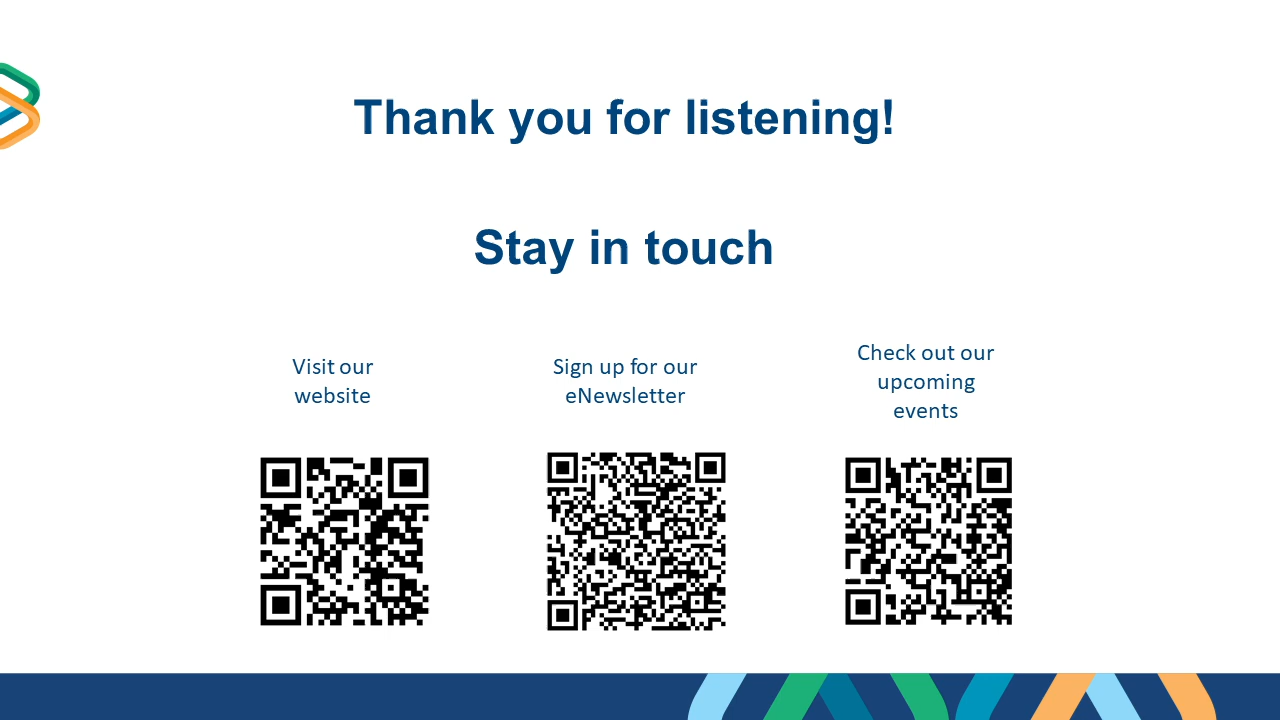 Thank you for listening!
Stay in touch
Visit our
website
Sign up for our
eNewsletter
Check out our
upcoming
events